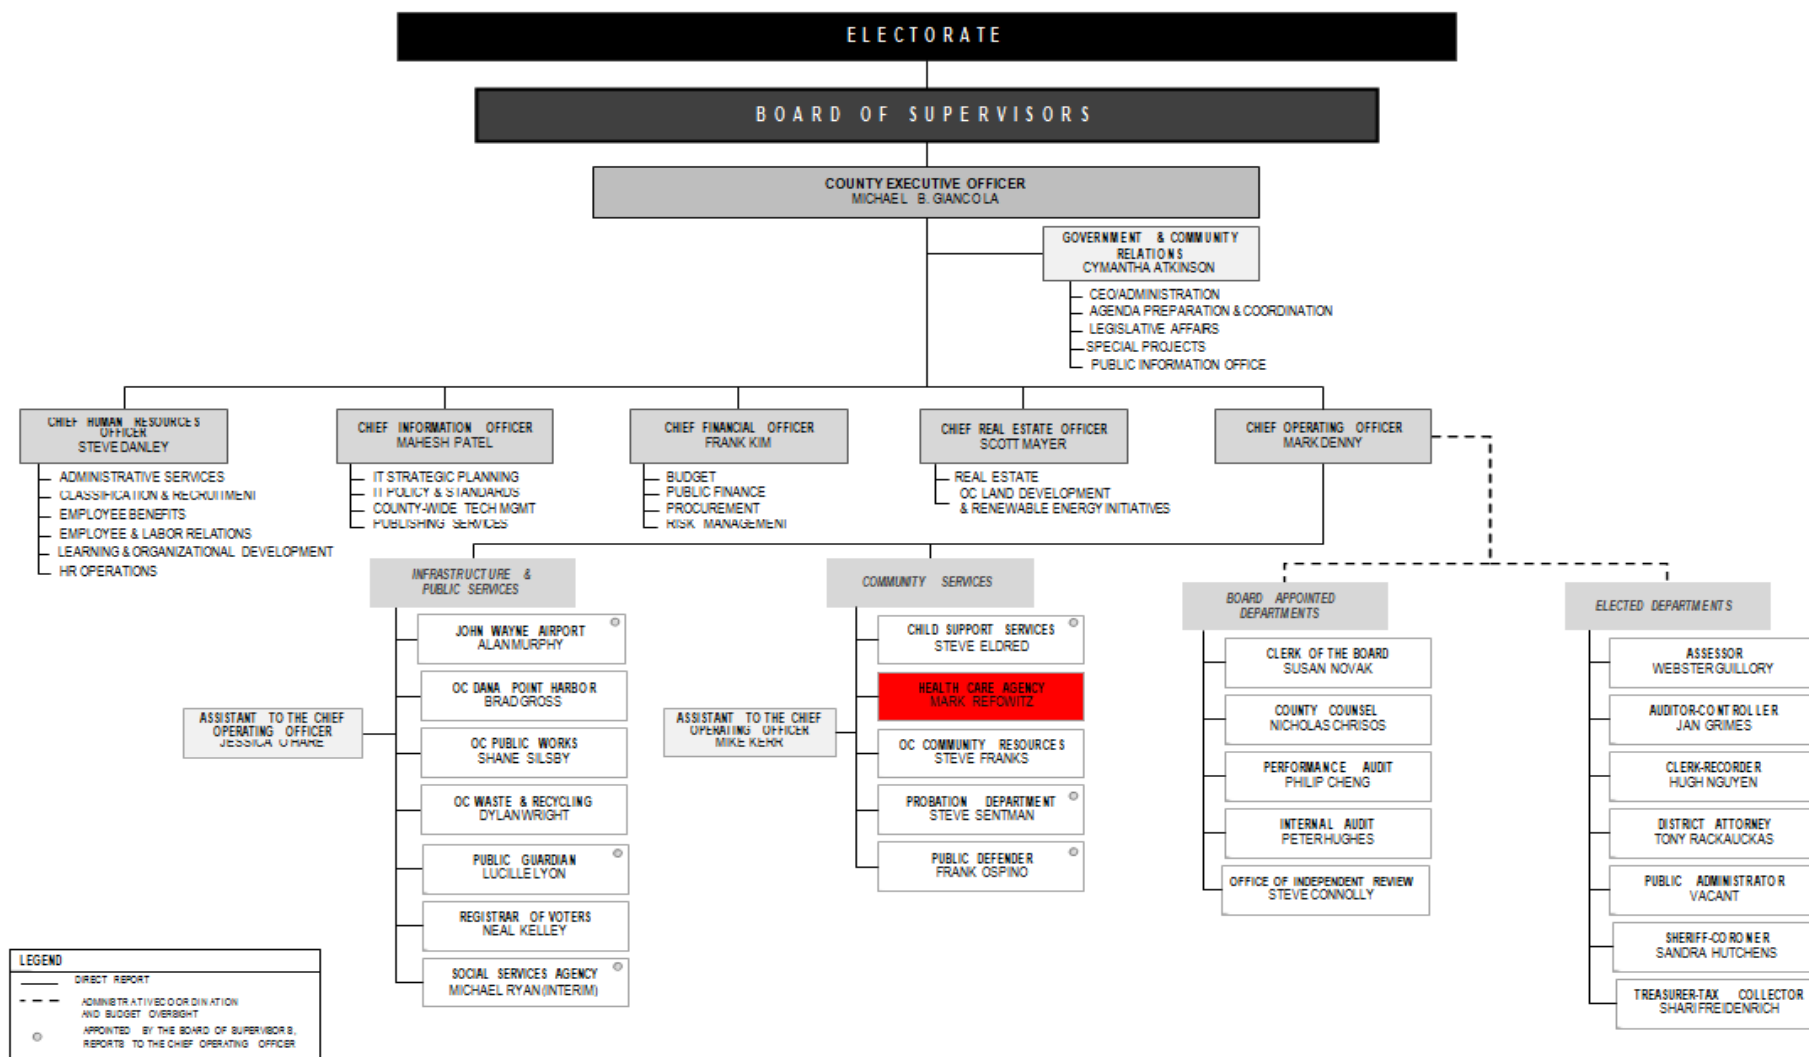 ELECTORATE
BOARD OF SUPERVISORS
COUNTY EXECUTIVE OFFICER
MICHAEL B. GIANCOLA
GOVERNMENT & COMMUNITY
RELATIONS
CYMANTHA ATKINSON
CEO/ADMINISTRATION
AGENDA PREPARATION & COORDINATION
LEGISLATIVE AFFAIRS
SPECIAL PROJECTS
PUBLIC INFORMATION OFFICE
CHIEF HUMAN RESOURCES
OFFICER
STEVE DANLEY
ADMINISTRATIVE SERVICES
CLASSIFICATION & RECRUITMENT
EMPLOYEE BENEFITS
EMPLOYEE & LABOR RELATIONS
LEARNING & ORGANIZATIONAL DEVELOPMENT
HR OPERATIONS
CHIEF INFORMATION OFFICER
MAHESH PATEL
IT STRATEGIC PLANNING
IT POLICY & STANDARDS
COUNTY-WIDE TECH MGMT
PUBLISHING SERVICES
CHIEF FINANCIAL OFFICER
FRANK KIM
BUDGET
PUBLIC FINANCE
PROCUREMENT
RISK MANAGEMENT
CHIEF REAL ESTATE OFFICER
SCOTT MAYER
REAL ESTATE
OC LAND DEVELOPMENT
& RENEWABLE ENERGY INITIATIVES
CHIEF OPERATING OFFICER
MARK DENNY
INFRASTRUCTURE &
PUBLIC SERVICES
JOHN WAYNE AIRPORT
ALAN MURPHY
OC DANA POINT HARBOR
BRAD GROSS
ASSISTANT TO THE CHIEF
OPERATING OFFICER
JESSICA O'HARE
OC PUBLIC WORKS
SHANE SILSBY
OC WASTE & RECYCLING
DYLAN WRIGHT
PUBLIC GUARDIAN
LUCILLE LYON
REGISTRAR OF VOTERS
NEAL KELLEY
SOCIAL SERVICES AGENCY
MICHAEL RYAN (INTERIM)
COMMUNITY SERVICES
CHILD SUPPORT SERVICES
STEVE ELDRED
HEALTH CARE AGENCY
MARK REFOWITZ
ASSISTANT TO THE CHIEF
OPERATING OFFICER
MIKE KERR
OC COMMUNITY RESOURCES
STEVE FRANKS
PROBATION DEPARTMENT
STEVE SENTMAN
PUBLIC DEFENDER
FRANK OSPINO
BOARD APPOINTED
DEPARTMENTS
CLERK OF THE BOARD
SUSAN NOVAK
COUNTY COUNSEL
NICHOLAS CHRISOS
PERFORMANCE AUDIT
PHILIP CHENG
INTERNAL AUDIT
PETER HUGHES
OFFICE OF INDEPENDENT REVIEW
STEVE CONNOLLY
ELECTED DEPARTMENTS
ASSESSOR
WEBSTER GUILLORY
AUDITOR-CONTROLLER
JAN GRIMES
CLERK-RECORDER
HUGH NGUYEN
DISTRICT ATTORNEY
TONY RACKAUCKAS
PUBLIC ADMINISTRATOR
VACANT
SHERIFF-CORONER
SANDRA HUTCHENS
TREASURER-TAX COLLECTOR
SHARI FREIDENRICH
LEGEND
DIRECT REPORT
ADMINISTRATIVE COORDINATION
AND BUDGET OVERSIGHT
APPOINTED BY THE BOARD OF SUPERVISORS,
REPORTS TO THE CHIEF OPERATING OFFICER